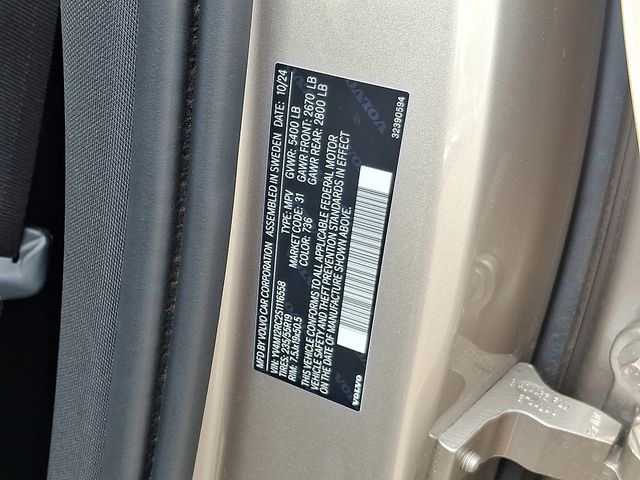 MFD BY VOLVO CAR CORPORATION ASSEMBLED IN SWEDEN DATE: 10/24
VIN: YV4M12RC2S1116558 TYPE: MPV GVWR: 5400 LB
TIRES: 235/55R19 MARKET CODE: 31 GAWR FRONT: 2670 LB
RIM: 7.5Jx19x50.5 COLOR: 736 GAWR REAR: 2800 LB
THIS VEHICLE CONFORMS TO ALL APPLICABLE FEDERAL MOTOR
VEHICLE SAFETY AND THEFT PREVENTION STANDARDS IN EFFECT
ON THE DATE OF MANUFACTURE SHOWN ABOVE.
VOLVO
32390594